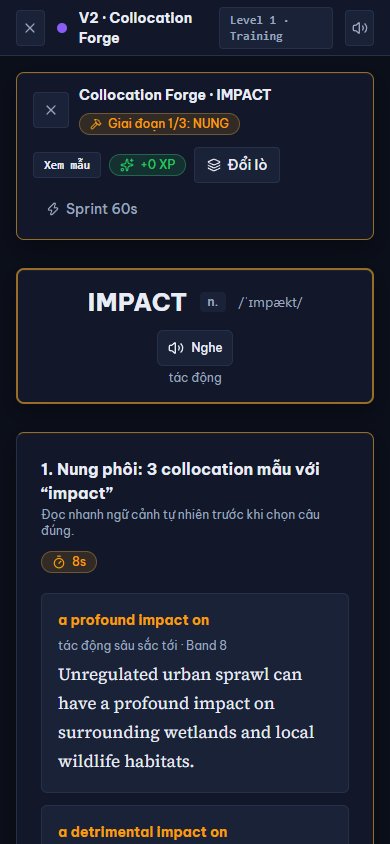 V2 · Collocation
Forge
Level 1 ·
Training
Collocation Forge · IMPACT
Giai đoạn 1/3: NUNG
Xem mẫu
+0 XP
Đổi lò
Sprint 60s
IMPACT n. /ˈɪmpækt/
Nghe
tác động
1. Nung phôi: 3 collocation mẫu với
“impact”
Đọc nhanh ngữ cảnh tự nhiên trước khi chọn câu
đúng.
8s
a profound impact on
tác động sâu sắc tới · Band 8
Unregulated urban sprawl can
have a profound impact on
surrounding wetlands and local
wildlife habitats.
a detrimental impact on